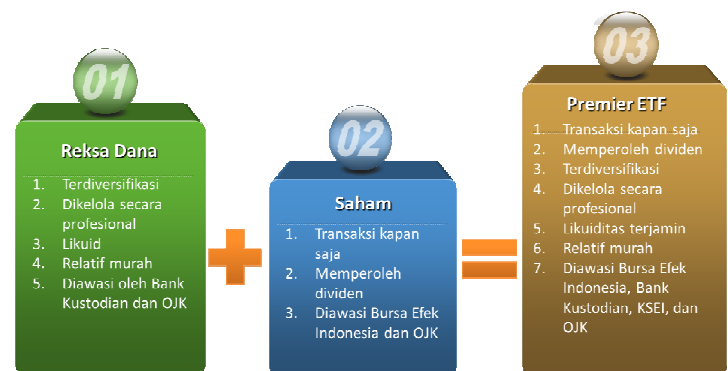 01
Reksa Dana
1. Terdiversifikasi
2. Dikelola secara
profesional
3. Likuid
4. Relatif murah
5. Diawasi oleh Bank
Kustodian dan OJK
02
Saham
1. Transaksi kapan
saja
2. Memperoleh
dividen
3. Diawasi Bursa Efek
Indonesia dan OJK
03
Premier ETF
1. Transaksi kapan saja
2. Memperoleh dividen
3. Terdiversifikasi
4. Dikelola secara
profesional
5. Likuiditas terjamin
6. Relatif murah
7. Diawasi Bursa Efek
Indonesia, Bank
Kustodian, KSEI, dan
OJK